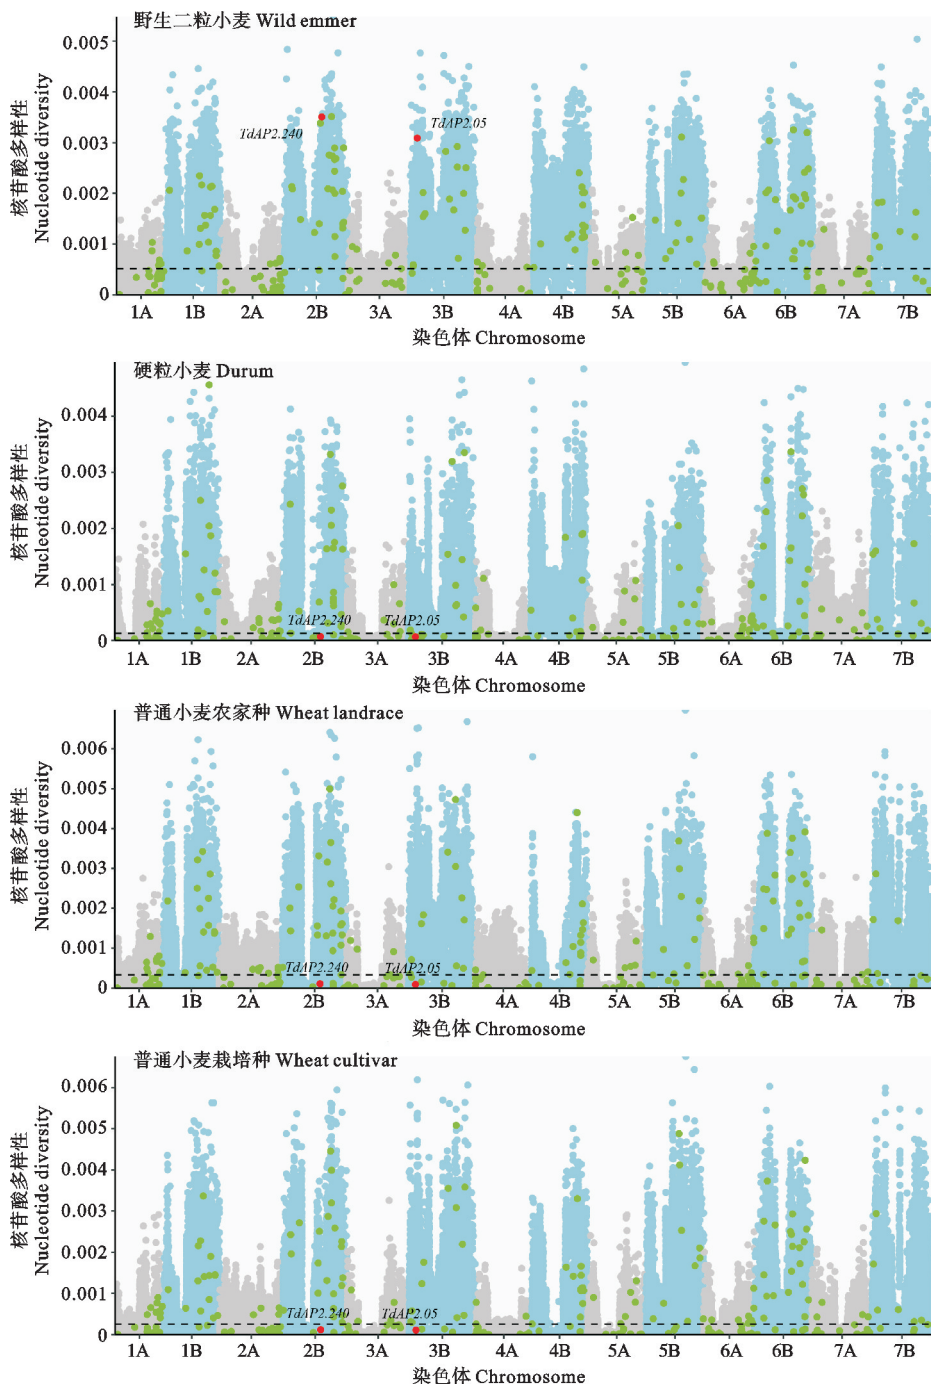 野生二粒小麦 Wild emmer
核苷酸多样性
Nucleotide diversity
0.005
0.004
0.003
0.002
0.001
0
TdAP2.240
TdAP2.05
1A 1B 2A 2B 3A 3B 4A 4B 5A 5B 6A 6B 7A 7B
染色体 Chromosome
硬粒小麦 Durum
核苷酸多样性
Nucleotide diversity
0.004
0.003
0.002
0.001
0
TdAP2.240
TdAP2.05
1A 1B 2A 2B 3A 3B 4A 4B 5A 5B 6A 6B 7A 7B
染色体 Chromosome
普通小麦农家种 Wheat landrace
核苷酸多样性
Nucleotide diversity
0.006
0.005
0.004
0.003
0.002
0.001
0
TdAP2.240
TdAP2.05
1A 1B 2A 2B 3A 3B 4A 4B 5A 5B 6A 6B 7A 7B
染色体 Chromosome
普通小麦栽培种 Wheat cultivar
核苷酸多样性
Nucleotide diversity
0.006
0.005
0.004
0.003
0.002
0.001
0
TdAP2.240
TdAP2.05
1A 1B 2A 2B 3A 3B 4A 4B 5A 5B 6A 6B 7A 7B
染色体 Chromosome